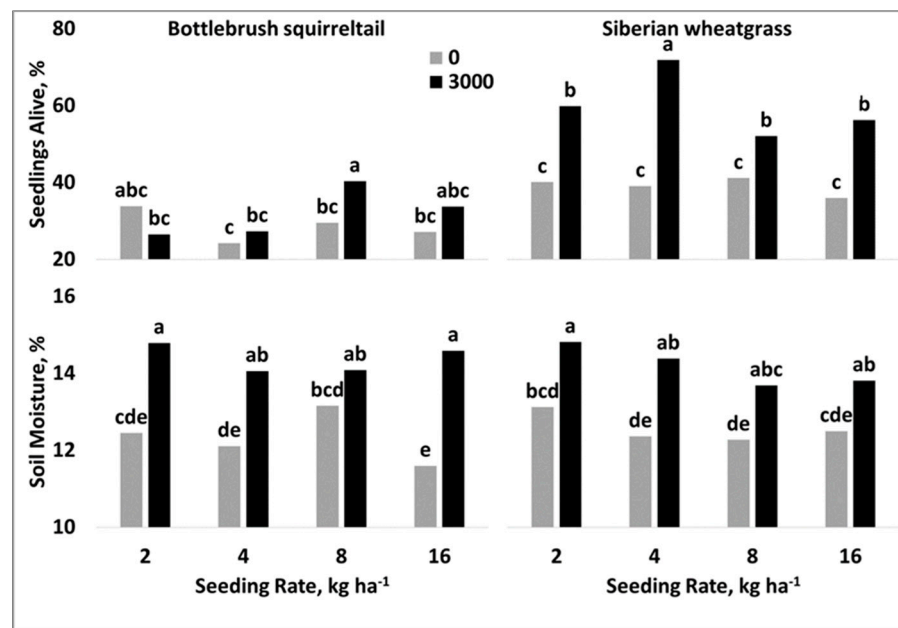 Bottlebrush squirreltail
Siberian wheatgrass
0
3000
Seedlings Alive, %
80
60
40
20
abc
bc
c
bc
bc
a
bc
abc
c
b
c
a
c
b
c
b
Soil Moisture, %
16
14
12
10
cde
a
de
ab
bcd
ab
e
a
bcd
a
de
ab
de
abc
cde
ab
2 4 8 16
2 4 8 16
Seeding Rate, kg ha⁻¹
Seeding Rate, kg ha⁻¹